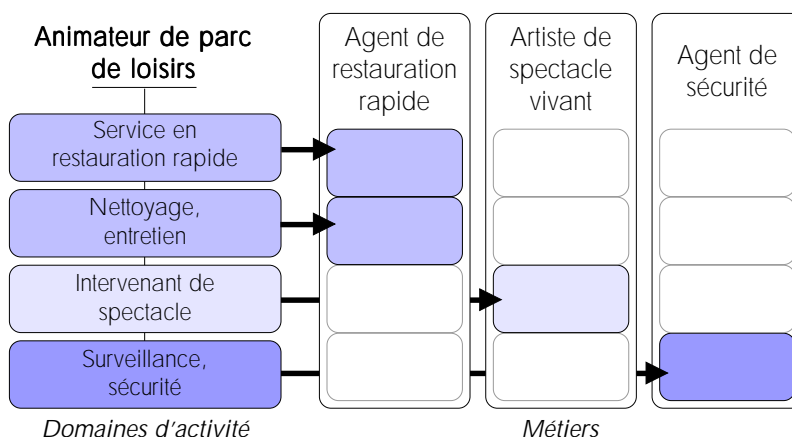 Animateur de parc
de loisirs
Agent de
restauration
rapide
Artiste de
spectacle
vivant
Agent de
sécurité
Service en
restauration rapide
Nettoyage,
entretien
Intervenant de
spectacle
Surveillance,
sécurité
Domaines d'activité
Métiers